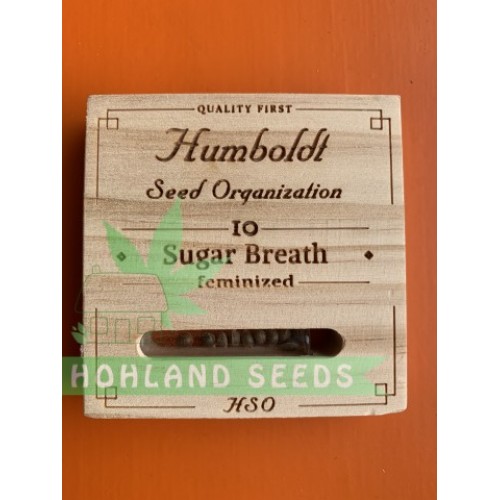 QUALITY FIRST
Humboldt
Seed Organization
10
Sugar Breath
feminized
HOHLAND SEEDS
HSO